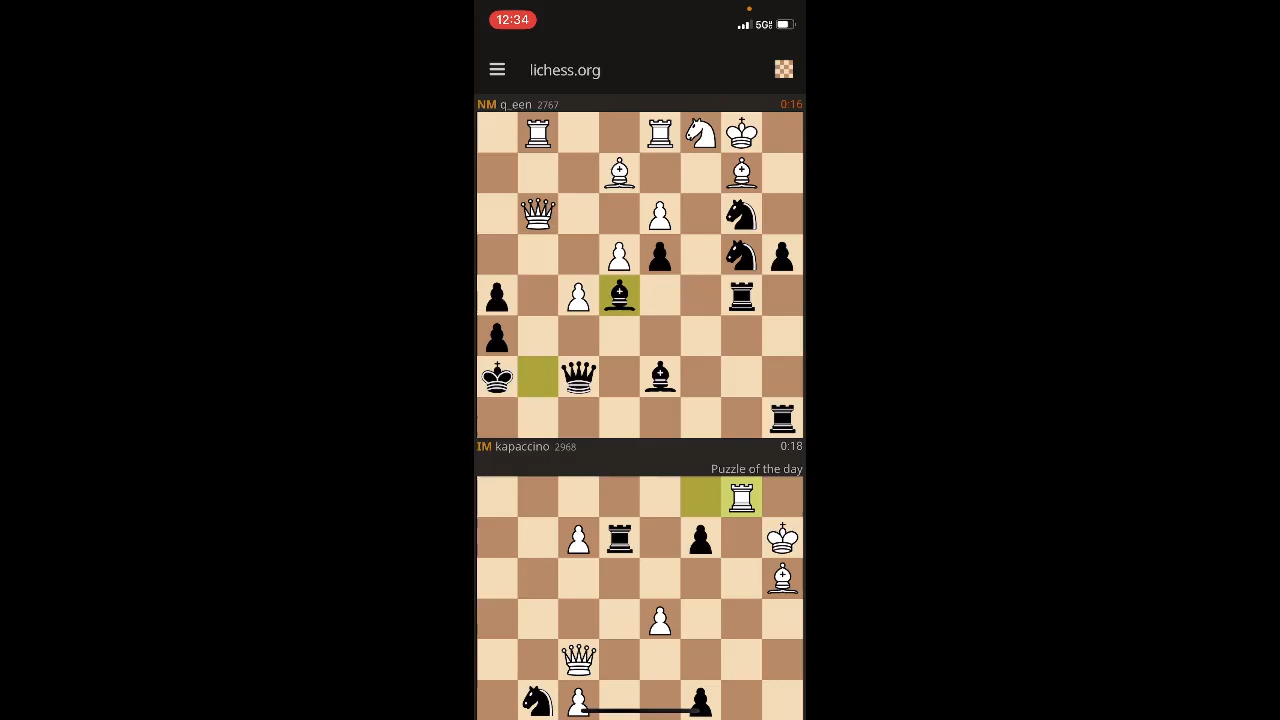 12:34
5G
lichess.org
NM q_een 2767 0:16
IM kapaccino 2968 0:18
Puzzle of the day